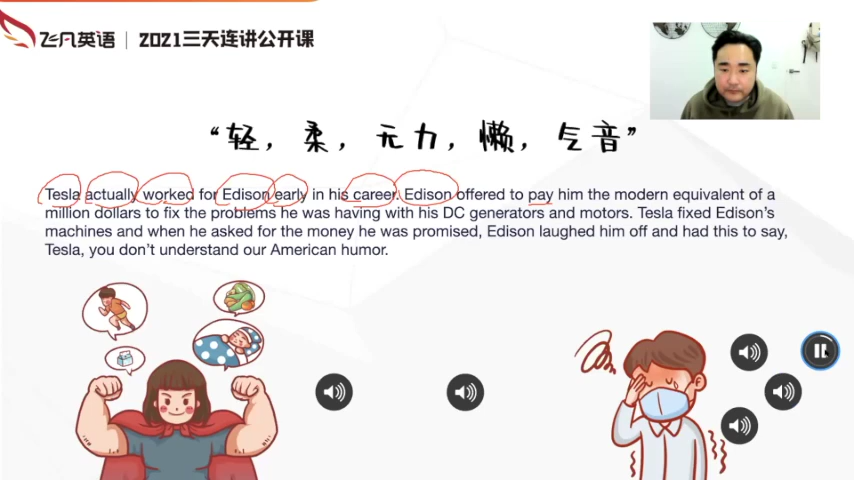 飞凡英语 | 2021三天连讲公开课
“轻，柔，无力，懒，气音”
Tesla actually worked for Edison early in his career. Edison offered to pay him the modern equivalent of a
million dollars to fix the problems he was having with his DC generators and motors. Tesla fixed Edison’s
machines and when he asked for the money he was promised, Edison laughed him off and had this to say,
Tesla, you don’t understand our American humor.